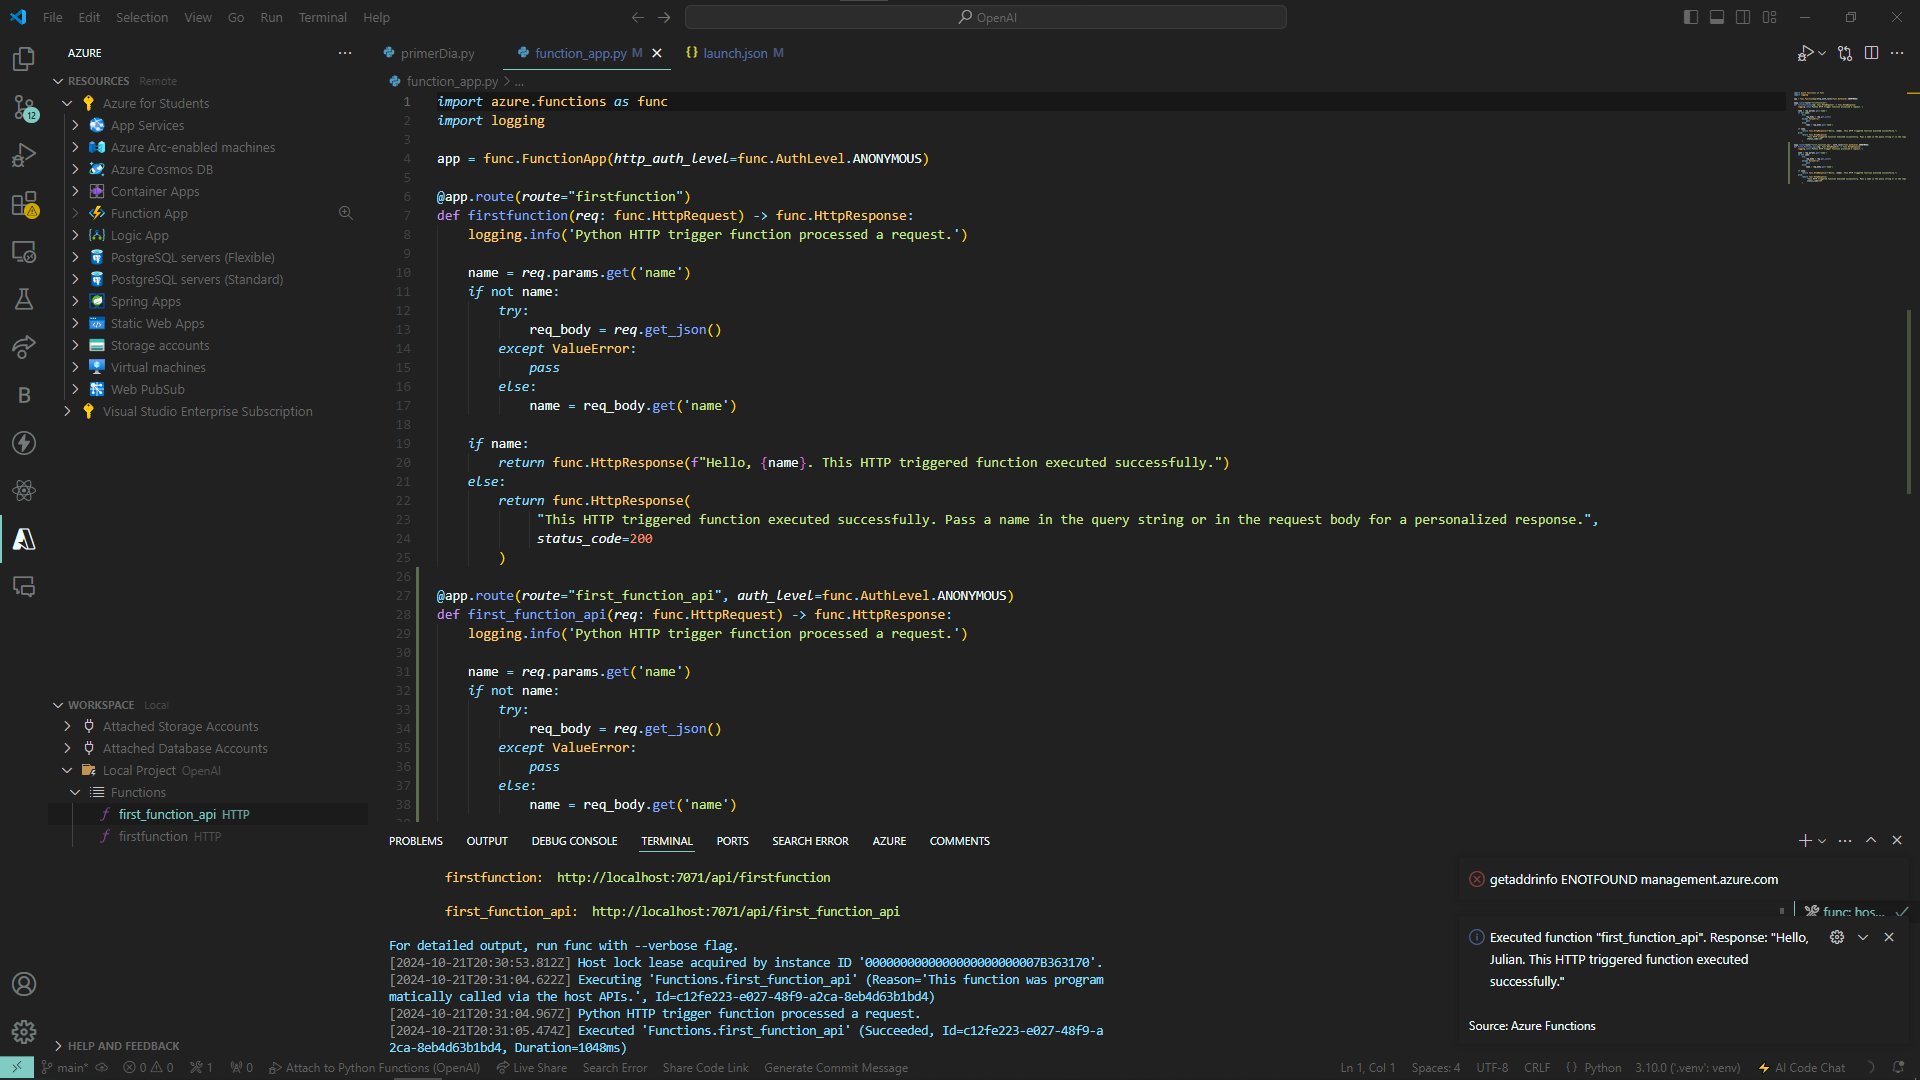 File Edit Selection View Go Run Terminal Help
OpenAI
AZURE
primerDia.py
function_app.py M
launch.json M
RESOURCES Remote
function_app.py > ...
Azure for Students
App Services
Azure Arc-enabled machines
Azure Cosmos DB
Container Apps
Function App
Logic App
PostgreSQL servers (Flexible)
PostgreSQL servers (Standard)
Spring Apps
Static Web Apps
Storage accounts
Virtual machines
Web PubSub
Visual Studio Enterprise Subscription
12
B
WORKSPACE Local
Attached Storage Accounts
Attached Database Accounts
Local Project OpenAI
Functions
first_function_api HTTP
firstfunction HTTP
HELP AND FEEDBACK
1 import azure.functions as func
2 import logging
3
4 app = func.FunctionApp(http_auth_level=func.AuthLevel.ANONYMOUS)
5
6 @app.route(route="firstfunction")
7 def firstfunction(req: func.HttpRequest) -> func.HttpResponse:
8 logging.info('Python HTTP trigger function processed a request.')
9
10 name = req.params.get('name')
11 if not name:
12 try:
13 req_body = req.get_json()
14 except ValueError:
15 pass
16 else:
17 name = req_body.get('name')
18
19 if name:
20 return func.HttpResponse(f"Hello, {name}. This HTTP triggered function executed successfully.")
21 else:
22 return func.HttpResponse(
23 "This HTTP triggered function executed successfully. Pass a name in the query string or in the request body for a personalized response.",
24 status_code=200
25 )
26
27 @app.route(route="first_function_api", auth_level=func.AuthLevel.ANONYMOUS)
28 def first_function_api(req: func.HttpRequest) -> func.HttpResponse:
29 logging.info('Python HTTP trigger function processed a request.')
30
31 name = req.params.get('name')
32 if not name:
33 try:
34 req_body = req.get_json()
35 except ValueError:
36 pass
37 else:
38 name = req_body.get('name')
PROBLEMS OUTPUT DEBUG CONSOLE TERMINAL PORTS SEARCH ERROR AZURE COMMENTS
firstfunction: http://localhost:7071/api/firstfunction
first_function_api: http://localhost:7071/api/first_function_api
For detailed output, run func with --verbose flag.
[2024-10-21T20:30:53.812Z] Host lock lease acquired by instance ID '0000000000000000000000007B363170'.
[2024-10-21T20:31:04.622Z] Executing 'Functions.first_function_api' (Reason='This function was program
matically called via the host APIs.', Id=c12fe223-e027-48f9-a2ca-8eb4d63b1bd4)
[2024-10-21T20:31:04.967Z] Python HTTP trigger function processed a request.
[2024-10-21T20:31:05.474Z] Executed 'Functions.first_function_api' (Succeeded, Id=c12fe223-e027-48f9-a
2ca-8eb4d63b1bd4, Duration=1048ms)
getaddrinfo ENOTFOUND management.azure.com
func: hos...
Executed function "first_function_api". Response: "Hello,
Julian. This HTTP triggered function executed
successfully."
Source: Azure Functions
main* 0 0 1 0 Attach to Python Functions (OpenAI) Live Share Search Error Share Code Link Generate Commit Message
Ln 1, Col 1 Spaces: 4 UTF-8 CRLF {} Python 3.10.0 ('.venv': venv) AI Code Chat